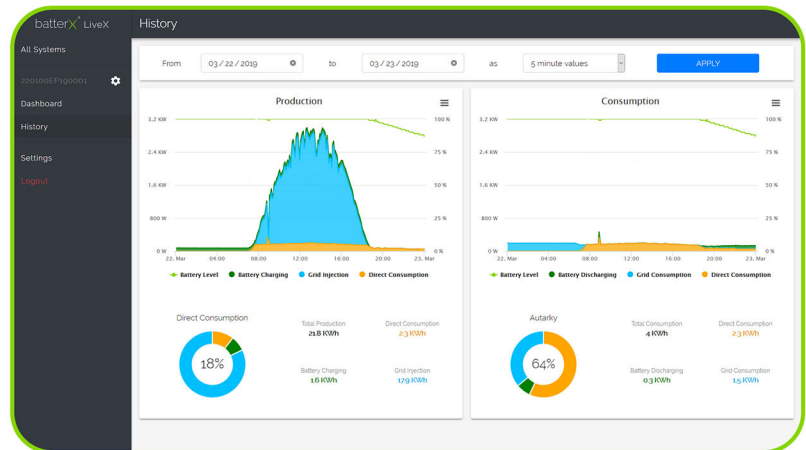 batterX® LiveX
History
All Systems
220100EP190001
Dashboard
History
Settings
Logout
From 03/22/2019 to 03/23/2019 as 5 minute values APPLY
Production
3.2 KW 100 %
2.4 KW 75 %
1.6 KW 50 %
800 W 25 %
0 W 0 %
22. Mar 04:00 08:00 12:00 16:00 20:00 23. Mar
Battery Level Battery Charging Grid Injection Direct Consumption
Direct Consumption
18%
Total Production Direct Consumption
21.8 KWh 2.3 KWh
Battery Charging Grid Injection
1.6 KWh 17.9 KWh
Consumption
3.2 KW 100 %
2.4 KW 75 %
1.6 KW 50 %
800 W 25 %
0 W 0 %
22. Mar 04:00 08:00 12:00 16:00 20:00 23. Mar
Battery Level Battery Discharging Grid Consumption Direct Consumption
Autarky
64%
Total Consumption Direct Consumption
4 KWh 2.3 KWh
Battery Discharging Grid Consumption
0.3 KWh 1.5 KWh